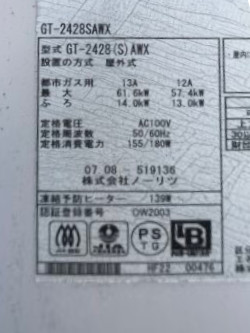 GT-2428SAWX
型式 GT-2428(S)AWX
設置の方式 屋外式
都市ガス用 13A 12A
最大 61.6kW 57.4kW
ふろ 14.0kW 13.0kW
定格電圧 AC100V
定格周波数 50/60Hz
定格消費電力 155/180W
07.08-519136
株式会社ノーリツ
凍結予防ヒーター 139W
認証登録番号 OW2003
PS
TG
HF22 00476